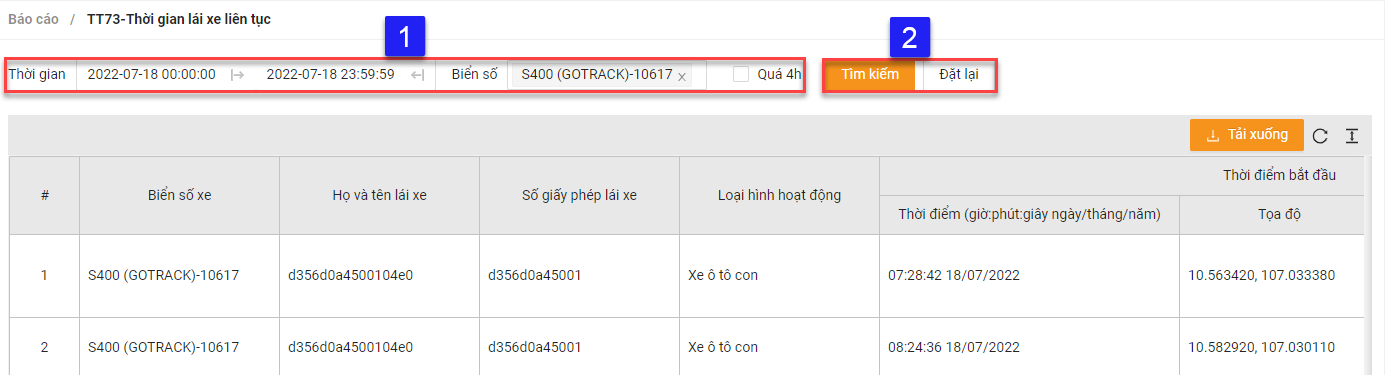 Báo cáo / TT73-Thời gian lái xe liên tục
1 2
Thời gian 2022-07-18 00:00:00 2022-07-18 23:59:59 Biển số S400 (GOTRACK)-10617 x Quá 4h Tìm kiếm Đặt lại
Tải xuống
# Biển số xe Họ và tên lái xe Số giấy phép lái xe Loại hình hoạt động Thời điểm bắt đầu
Thời điểm (giờ:phút:giây ngày/tháng/năm) Tọa độ
1 S400 (GOTRACK)-10617 d356d0a4500104e0 d356d0a45001 Xe ô tô con 07:28:42 18/07/2022 10.563420, 107.033380
2 S400 (GOTRACK)-10617 d356d0a4500104e0 d356d0a45001 Xe ô tô con 08:24:36 18/07/2022 10.582920, 107.030110